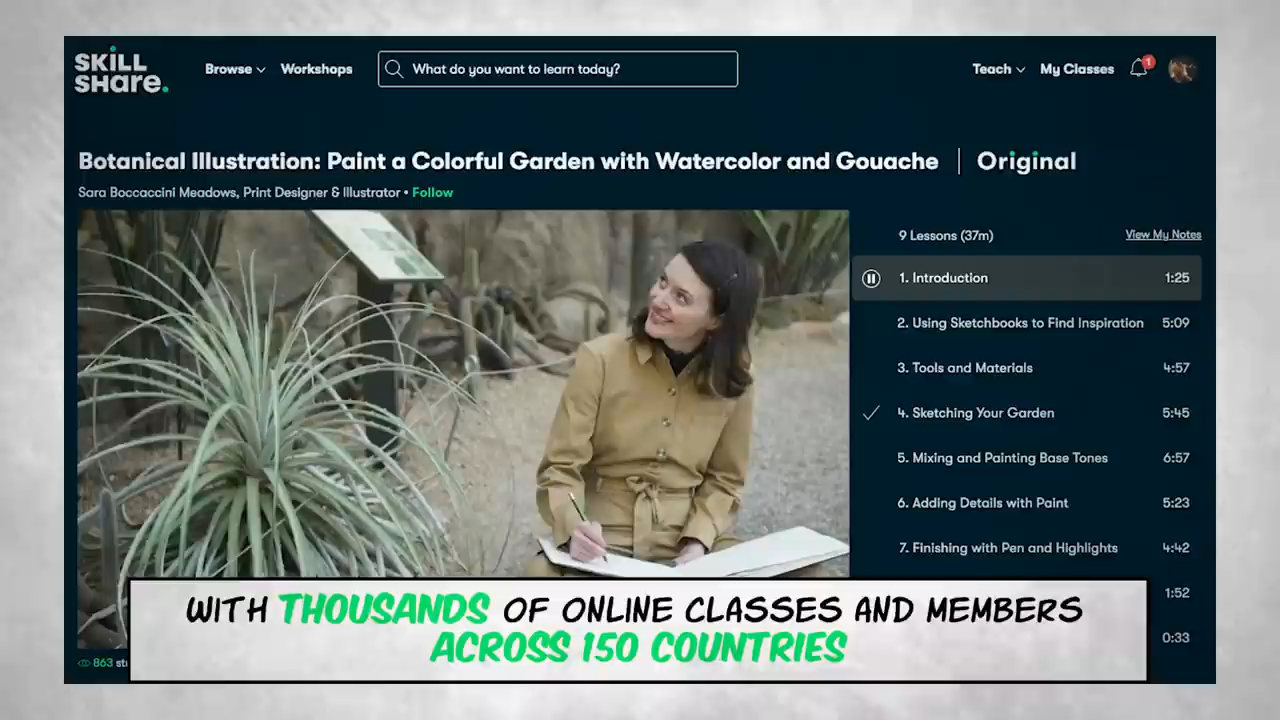 SKILL
SHARE.
Browse
Workshops
What do you want to learn today?
Teach
My Classes
1
Botanical Illustration: Paint a Colorful Garden with Watercolor and Gouache | Original
Sara Boccaccini Meadows, Print Designer & Illustrator • Follow
9 Lessons (37m)
View My Notes
1. Introduction 1:25
2. Using Sketchbooks to Find Inspiration 5:09
3. Tools and Materials 4:57
4. Sketching Your Garden 5:45
5. Mixing and Painting Base Tones 6:57
6. Adding Details with Paint 5:23
7. Finishing with Pen and Highlights 4:42
1:52
0:33
863
WITH THOUSANDS OF ONLINE CLASSES AND MEMBERS
ACROSS 150 COUNTRIES